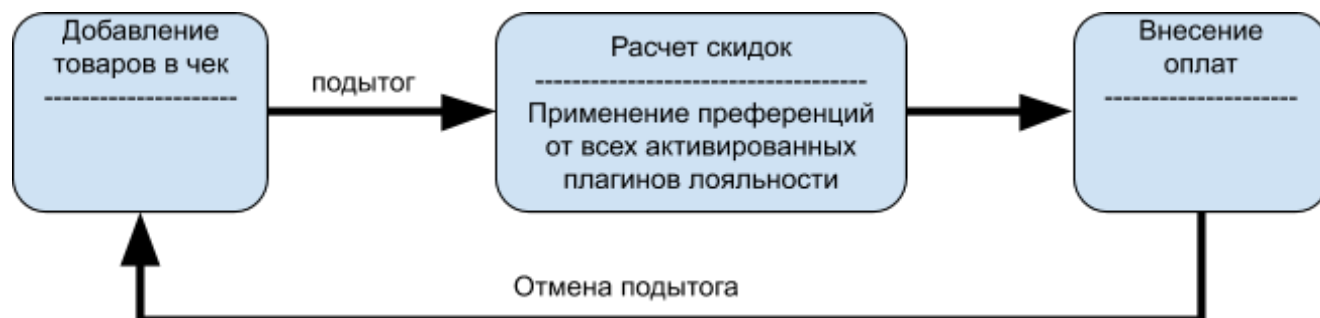 Добавление
товаров в чек
---------------------
подытог
Расчет скидок
------------------------------------
Применение преференций
от всех активированных
плагинов лояльности
Внесение
оплат
---------------------
Отмена подытога